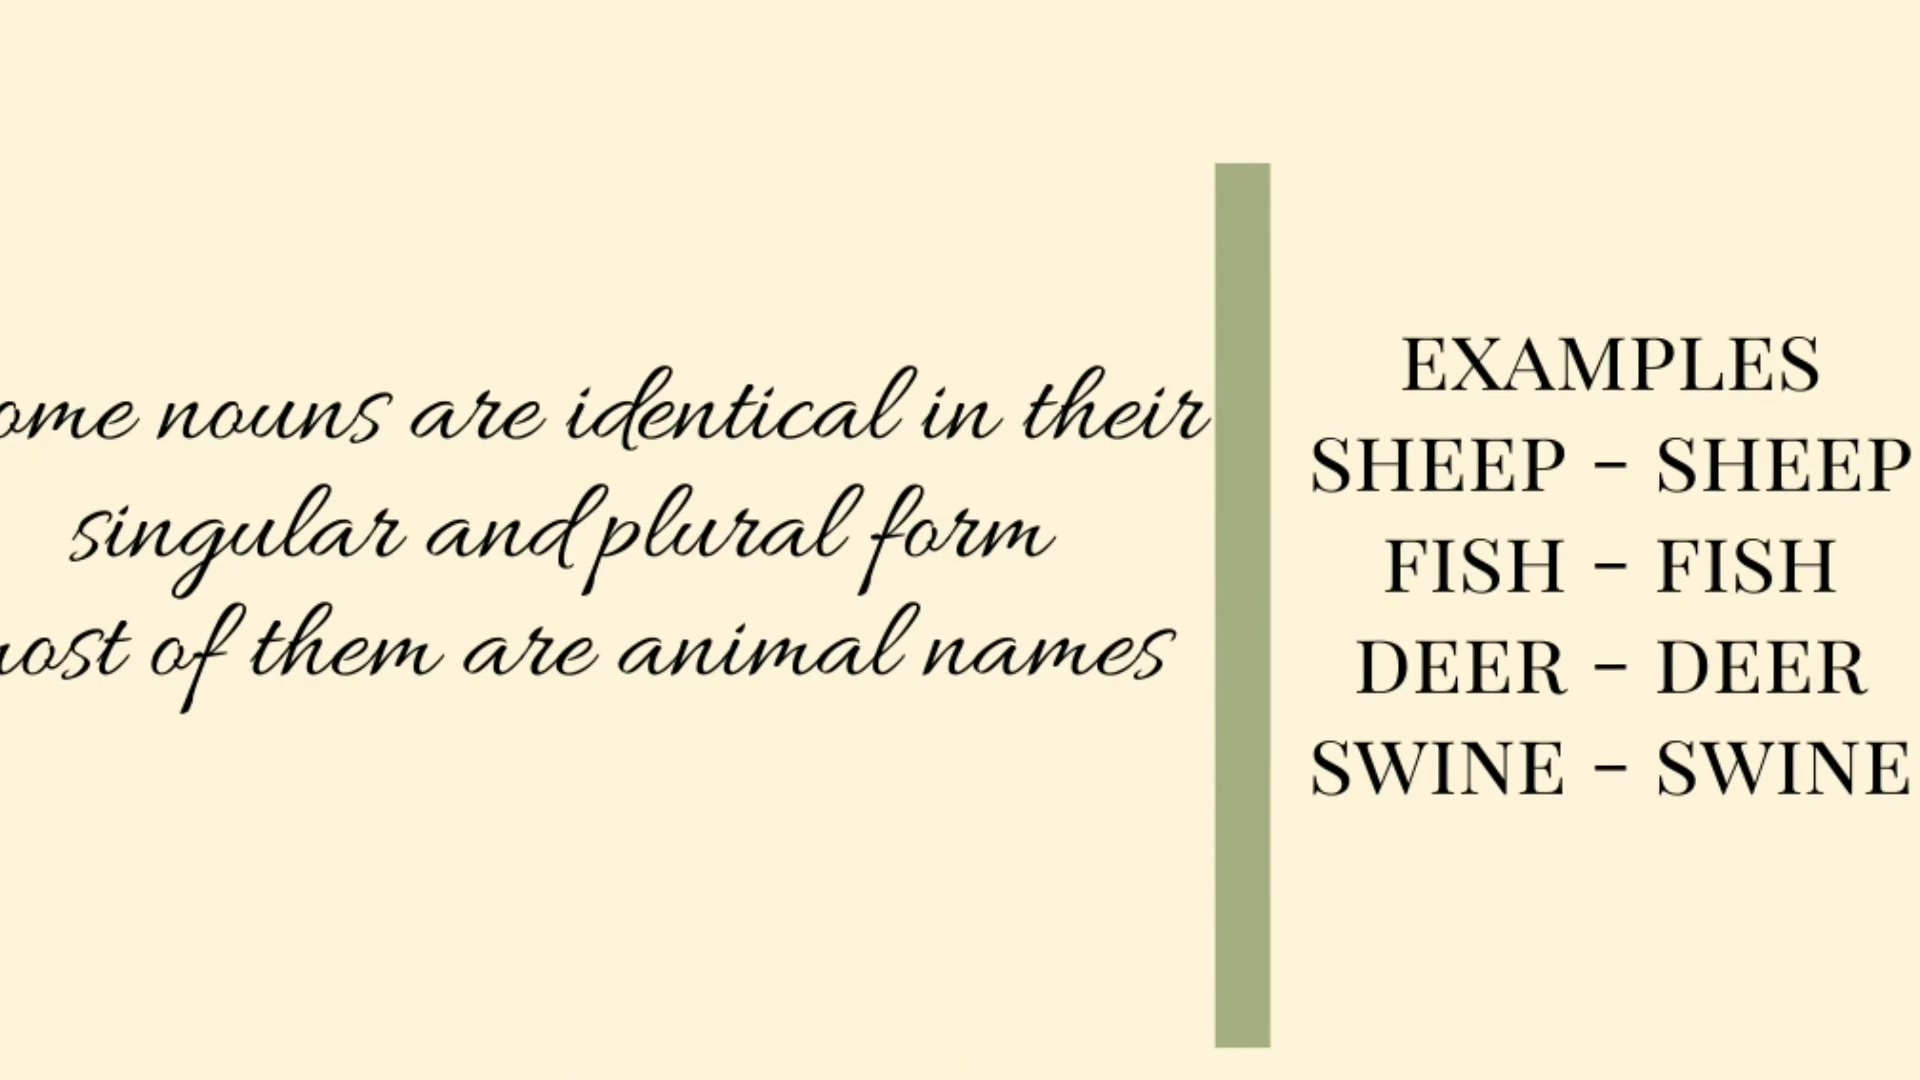 ome nouns are identical in their
singular and plural form
ost of them are animal names
EXAMPLES
SHEEP - SHEEP
FISH - FISH
DEER - DEER
SWINE - SWINE